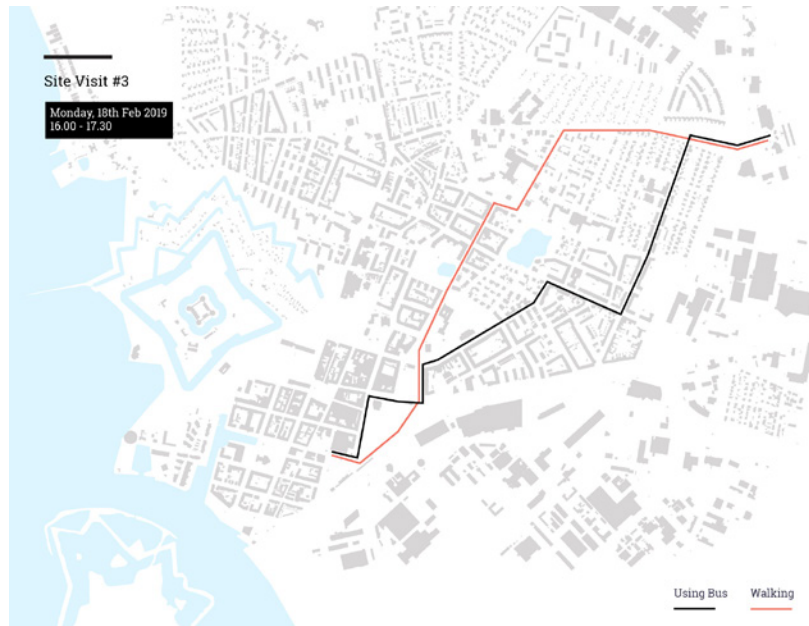 Site Visit #3
Monday, 18th Feb 2019
16.00 - 17.30
Using Bus Walking